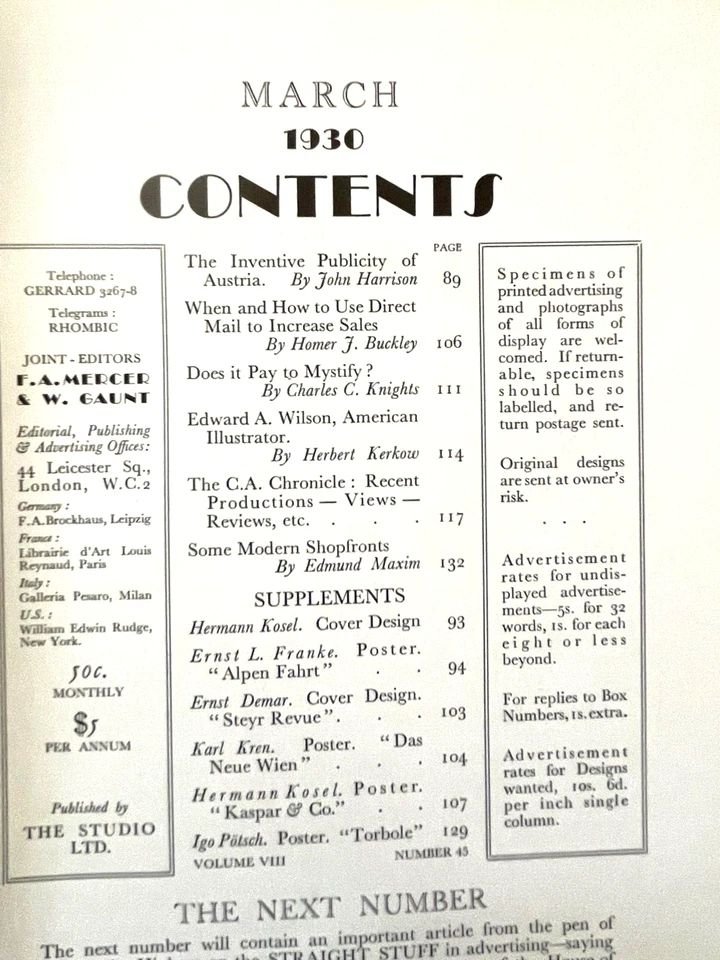 MARCH
1930
CONTENTS
Telephone :
GERRARD 3267-8
Telegrams :
RHOMBIC
JOINT - EDITORS
F. A. MERCER
& W. GAUNT
Editorial, Publishing
& Advertising Offices:
44 Leicester Sq.,
London, W.C.2
Germany :
F.A.Brockhaus, Leipzig
France :
Librairie d'Art Louis
Reynaud, Paris
Italy :
Galleria Pesaro, Milan
U.S. :
William Edwin Rudge,
New York.
50c.
MONTHLY
$5
PER ANNUM
Published by
THE STUDIO
LTD.
PAGE
The Inventive Publicity of
Austria. By John Harrison 89
When and How to Use Direct
Mail to Increase Sales
By Homer J. Buckley 106
Does it Pay to Mystify ?
By Charles C. Knights 111
Edward A. Wilson, American
Illustrator.
By Herbert Kerkow 114
The C.A. Chronicle : Recent
Productions — Views —
Reviews, etc. . . . 117
Some Modern Shopfronts
By Edmund Maxim 132
SUPPLEMENTS
Hermann Kosel. Cover Design 93
Ernst L. Franke. Poster.
“ Alpen Fahrt ” . . 94
Ernst Demar. Cover Design.
“ Steyr Revue ” . . . 103
Karl Kren. Poster. “ Das
Neue Wien ” . . . 104
Hermann Kosel. Poster.
“ Kaspar & Co.” . . 107
Igo Pötsch. Poster. “Torbole” 129
VOLUME VIII NUMBER 45
Specimens of
printed advertising
and photographs
of all forms of
display are wel-
comed. If return-
able, specimens
should be so
labelled, and re-
turn postage sent.
Original designs
are sent at owner's
risk.
. . .
Advertisement
rates for undis-
played advertise-
ments—5s. for 32
words, 1s. for each
eight or less
beyond.
For replies to Box
Numbers, 1s. extra.
Advertisement
rates for Designs
wanted, 10s. 6d.
per inch single
column.
THE NEXT NUMBER
The next number will contain an important article from the pen of
on the STRAIGHT STUFF in advertising—saying